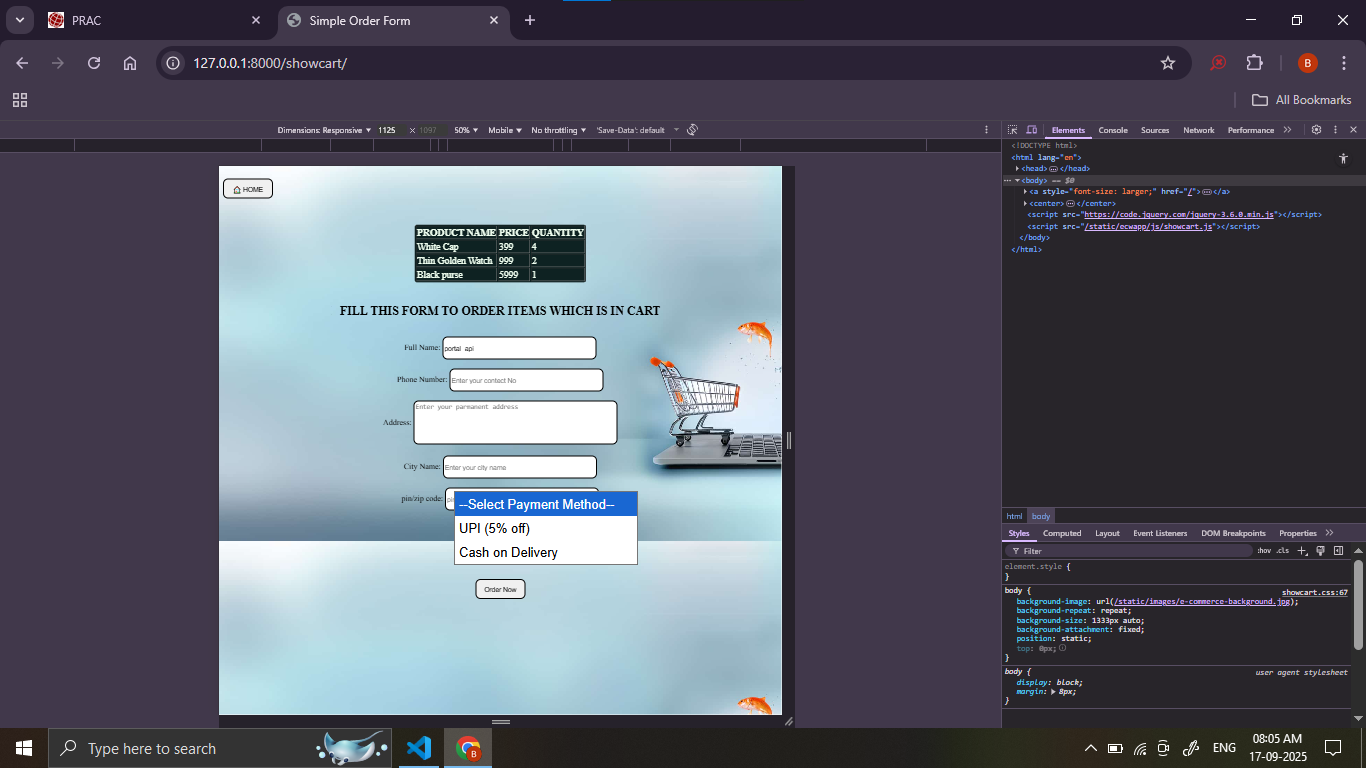 PRAC
Simple Order Form
127.0.0.1:8000/showcart/
B
All Bookmarks
Dimensions: Responsive 1125 × 1097 50% Mobile No throttling 'Save-Data': default
Elements Console Sources Network Performance
<!DOCTYPE html>
<html lang="en">
<head> </head>
<body> == $0
<a style="font-size: larger;" href="/"> </a>
<center> </center>
<script src="https://code.jquery.com/jquery-3.6.0.min.js"></script>
<script src="/static/ecwapp/js/showcart.js"></script>
</body>
</html>
HOME
PRODUCT NAME PRICE QUANTITY
White Cap 399 4
Thin Golden Watch 999 2
Black purse 5999 1
FILL THIS FORM TO ORDER ITEMS WHICH IS IN CART
Full Name: portal_api
Phone Number: Enter your contact No
Address: Enter your parmanent address
City Name: Enter your city name
pin/zip code:
--Select Payment Method--
UPI (5% off)
Cash on Delivery
Order Now
html body
Styles Computed Layout Event Listeners DOM Breakpoints Properties
Filter :hov .cls
element.style {
}
body { showcart.css:67
background-image: url(/static/images/e-commerce-background.jpg);
background-repeat: repeat;
background-size: 1333px auto;
background-attachment: fixed;
position: static;
top: 0px;
}
body { user agent stylesheet
display: block;
margin: 8px;
}
Type here to search
B
ENG
08:05 AM
17-09-2025